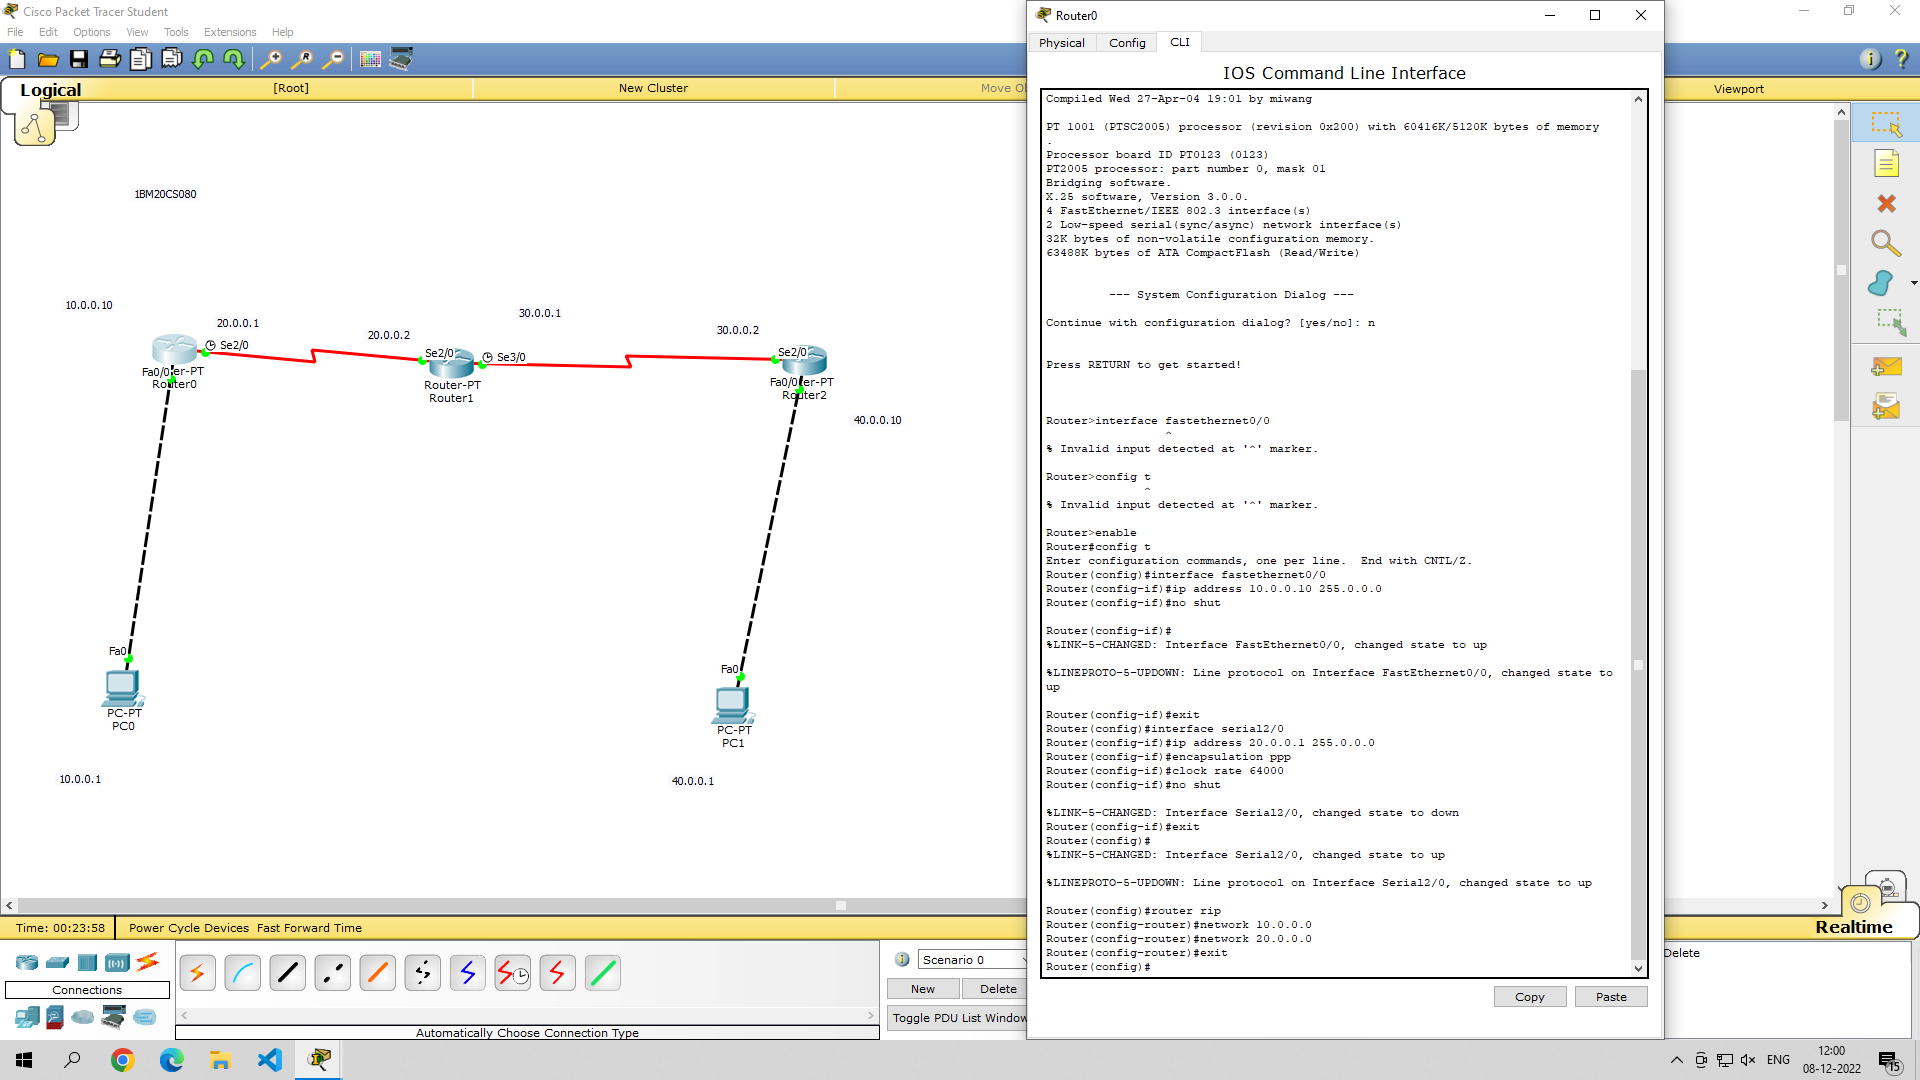 Cisco Packet Tracer Student
File Edit Options View Tools Extensions Help
Logical
[Root]
New Cluster
Move Ob
Viewport
1BM20CS080
10.0.0.10
20.0.0.1
20.0.0.2
30.0.0.1
30.0.0.2
40.0.0.10
Se2/0
Se2/0
Se3/0
Se2/0
Fa0/0
Router0
Router-PT
Router1
Fa0/0
Router2
Fa0
PC-PT
PC0
10.0.0.1
Fa0
PC-PT
PC1
40.0.0.1
Router0
Physical Config CLI
IOS Command Line Interface
Compiled Wed 27-Apr-04 19:01 by miwang
PT 1001 (PTSC2005) processor (revision 0x200) with 60416K/5120K bytes of memory
.
Processor board ID PT0123 (0123)
PT2005 processor: part number 0, mask 01
Bridging software.
X.25 software, Version 3.0.0.
4 FastEthernet/IEEE 802.3 interface(s)
2 Low-speed serial(sync/async) network interface(s)
32K bytes of non-volatile configuration memory.
63488K bytes of ATA CompactFlash (Read/Write)
--- System Configuration Dialog ---
Continue with configuration dialog? [yes/no]: n
Press RETURN to get started!
Router>interface fastethernet0/0
^
% Invalid input detected at '^' marker.
Router>config t
^
% Invalid input detected at '^' marker.
Router>enable
Router#config t
Enter configuration commands, one per line.  End with CNTL/Z.
Router(config)#interface fastethernet0/0
Router(config-if)#ip address 10.0.0.10 255.0.0.0
Router(config-if)#no shut
Router(config-if)#
%LINK-5-CHANGED: Interface FastEthernet0/0, changed state to up
%LINEPROTO-5-UPDOWN: Line protocol on Interface FastEthernet0/0, changed state to
up
Router(config-if)#exit
Router(config)#interface serial2/0
Router(config-if)#ip address 20.0.0.1 255.0.0.0
Router(config-if)#encapsulation ppp
Router(config-if)#clock rate 64000
Router(config-if)#no shut
%LINK-5-CHANGED: Interface Serial2/0, changed state to down
Router(config-if)#exit
Router(config)#
%LINK-5-CHANGED: Interface Serial2/0, changed state to up
%LINEPROTO-5-UPDOWN: Line protocol on Interface Serial2/0, changed state to up
Router(config)#router rip
Router(config-router)#network 10.0.0.0
Router(config-router)#network 20.0.0.0
Router(config-router)#exit
Router(config)#
Copy Paste
Time: 00:23:58
Power Cycle Devices Fast Forward Time
Realtime
Connections
Automatically Choose Connection Type
Scenario 0
New Delete
Toggle PDU List Window
Delete
ENG
12:00
08-12-2022
15